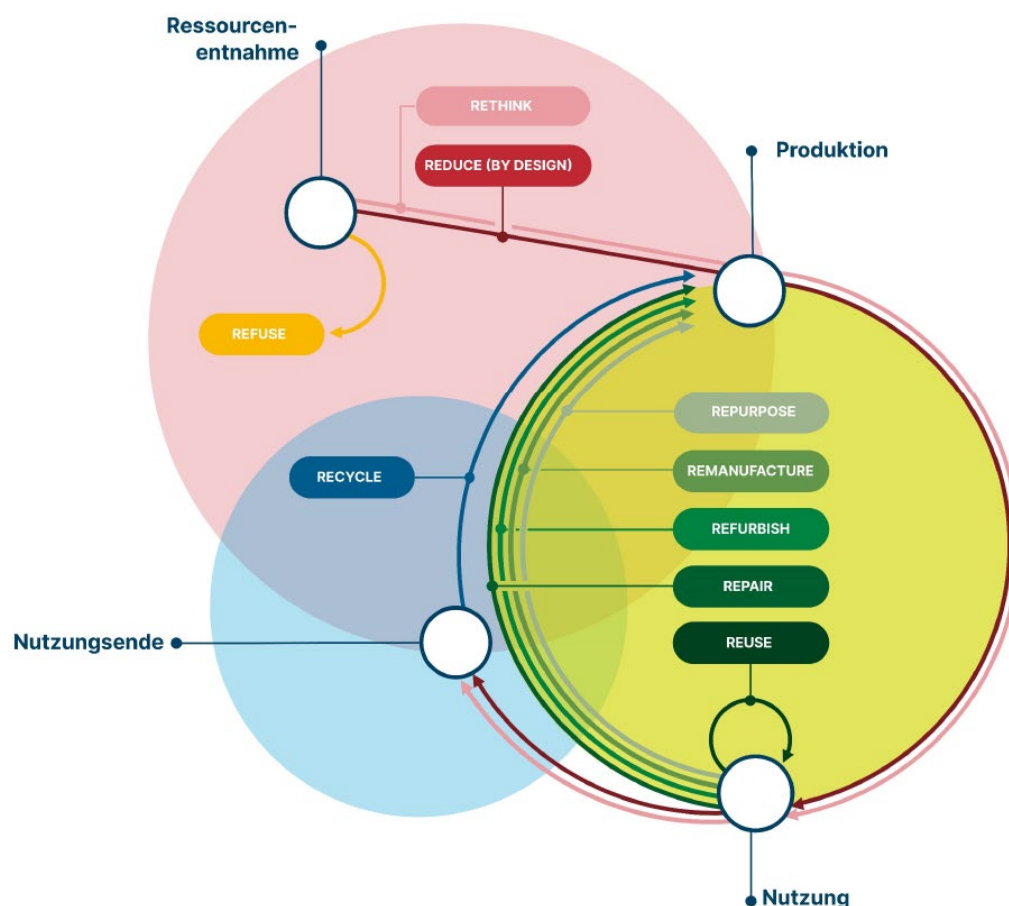 Ressourcen-
entnahme
RETHINK
REDUCE (BY DESIGN)
Produktion
REFUSE
REPURPOSE
RECYCLE
REMANUFACTURE
REFURBISH
REPAIR
REUSE
Nutzungsende
Nutzung